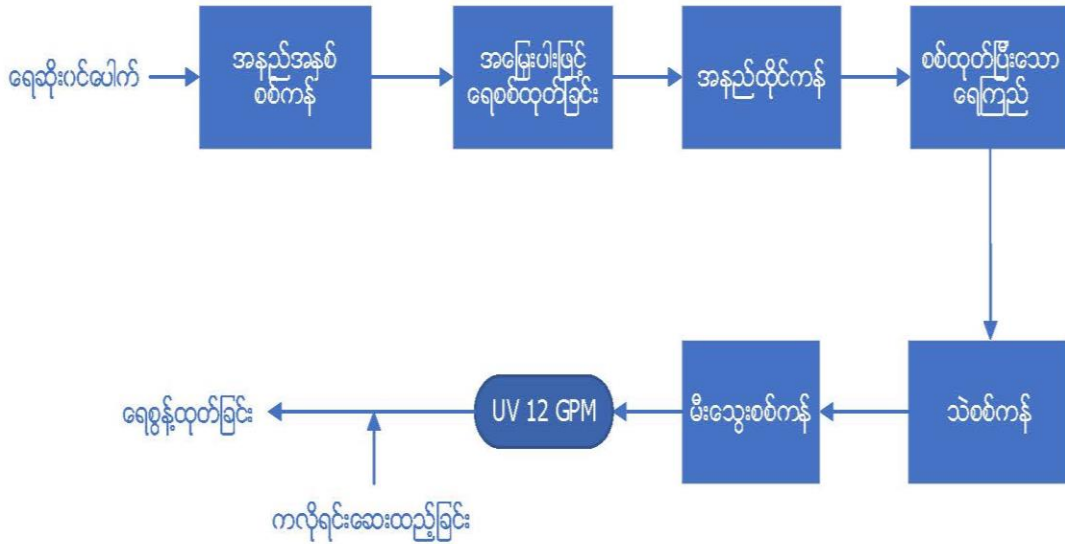 ရေဆိုးဝင်ပေါက်
အနည်အနှစ်
စစ်ကန်
အမြှေးပါးဖြင့်
ရေစစ်ထုတ်ခြင်း
အနည်ထိုင်ကန်
စစ်ထုတ်ပြီးသော
ရေကြည်
သဲစစ်ကန်
မီးသွေးစစ်ကန်
UV 12 GPM
ရေစွန့်ထုတ်ခြင်း
ကလိုရင်းဆေးထည့်ခြင်း